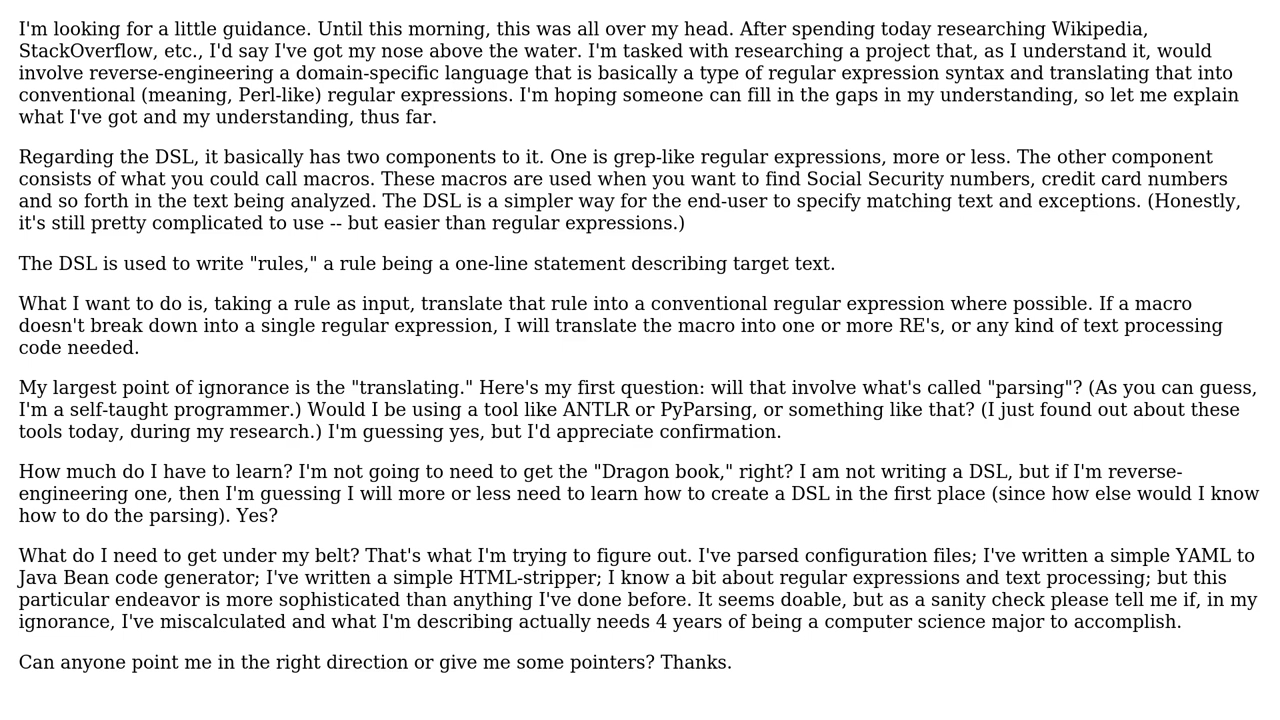 I'm looking for a little guidance. Until this morning, this was all over my head. After spending today researching Wikipedia,
StackOverflow, etc., I'd say I've got my nose above the water. I'm tasked with researching a project that, as I understand it, would
involve reverse-engineering a domain-specific language that is basically a type of regular expression syntax and translating that into
conventional (meaning, Perl-like) regular expressions. I'm hoping someone can fill in the gaps in my understanding, so let me explain
what I've got and my understanding, thus far.
Regarding the DSL, it basically has two components to it. One is grep-like regular expressions, more or less. The other component
consists of what you could call macros. These macros are used when you want to find Social Security numbers, credit card numbers
and so forth in the text being analyzed. The DSL is a simpler way for the end-user to specify matching text and exceptions. (Honestly,
it's still pretty complicated to use -- but easier than regular expressions.)
The DSL is used to write "rules," a rule being a one-line statement describing target text.
What I want to do is, taking a rule as input, translate that rule into a conventional regular expression where possible. If a macro
doesn't break down into a single regular expression, I will translate the macro into one or more RE's, or any kind of text processing
code needed.
My largest point of ignorance is the "translating." Here's my first question: will that involve what's called "parsing"? (As you can guess,
I'm a self-taught programmer.) Would I be using a tool like ANTLR or PyParsing, or something like that? (I just found out about these
tools today, during my research.) I'm guessing yes, but I'd appreciate confirmation.
How much do I have to learn? I'm not going to need to get the "Dragon book," right? I am not writing a DSL, but if I'm reverse-
engineering one, then I'm guessing I will more or less need to learn how to create a DSL in the first place (since how else would I know
how to do the parsing). Yes?
What do I need to get under my belt? That's what I'm trying to figure out. I've parsed configuration files; I've written a simple YAML to
Java Bean code generator; I've written a simple HTML-stripper; I know a bit about regular expressions and text processing; but this
particular endeavor is more sophisticated than anything I've done before. It seems doable, but as a sanity check please tell me if, in my
ignorance, I've miscalculated and what I'm describing actually needs 4 years of being a computer science major to accomplish.
Can anyone point me in the right direction or give me some pointers? Thanks.